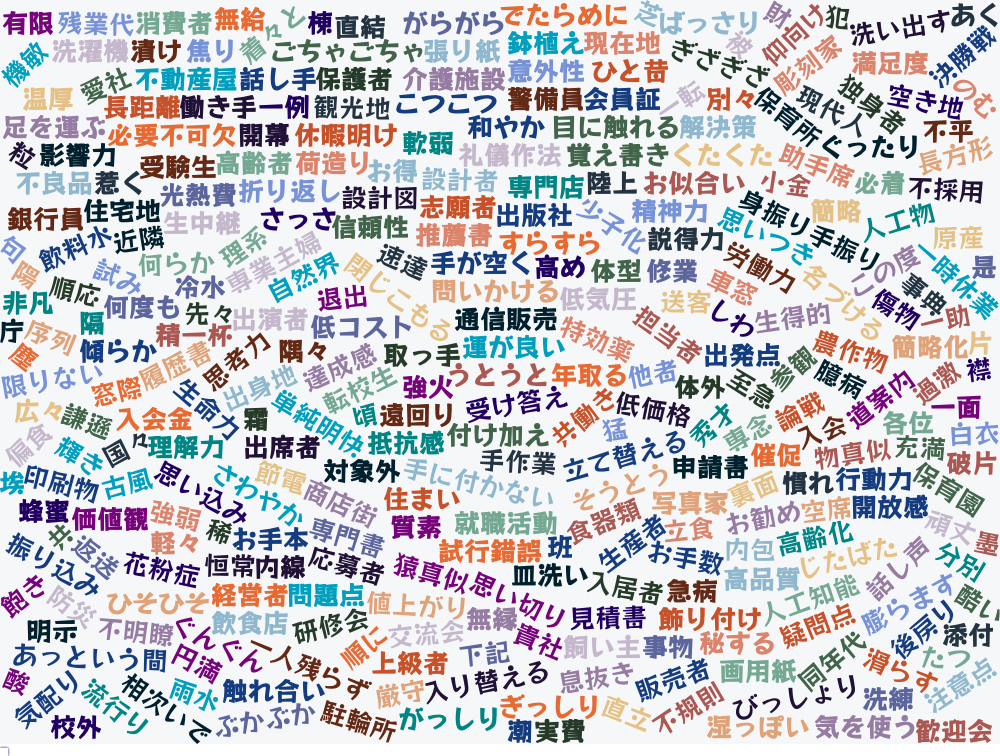 有限 残業代 消費者 無給 着々と 棟 直結 がらがら でたらめに 芝 ばっさり 財 目向け 犯 洗い出す あく
機敏 洗濯機 漬け 焦り ごちゃごちゃ 張り紙 鉢植え 現在地 ぎざぎざ 彫刻家 満足度 決勝戦
温厚 愛社 不動産屋 話し手 保護者 介護施設 意外性 ひと昔 一転 別々 保育所 現代人 独身者 空き地 のむ
長距離 働き手 一例 観光地 こつこつ 警備員 会員証
足を運ぶ 必要不可欠 開幕 休暇明け 軟弱 和やか 目に触れる 解決策 ぐったり 不平
粒 影響力 受験生 高齢者 荷造り お得 礼儀作法 覚え書き くたくた 助手席 長方形
不良品 惹く 光熱費 折り返し 設計図 設計者 専門店 陸上 お似合い 小金 必着 不採用
銀行員 住宅地 生中継 さっさ 信頼性 志願者 出版社 少子化 精神力 思いつき 身振り手振り 簡略 人工物
句 飲料水 近隣 何らか 理系 専業主婦 推薦書 すらすら 説得力 労働力 原産
陽 試み 冷水 自然界 閉じこもる 速達 手が空く 高め 体型 修業 車窓 名づける この度 事典 一時休業 是
非凡 順応 何度も 先々 退出 問いかける 低気圧 送客 しわ 生得的 傷物 一助
庁 序列 隔 精一杯 出演者 低コスト 通信販売 特効薬 担当者 農作物 簡略化 片
塵 傾らか 履歴書 思考力 隅々 達成感 取っ手 運が良い 出発点 参観 臆病 過激 襟
限りない 窓際 生命力 出身地 転校生 強火 うとうと 年取る 他者 体外 至急 道案内 一面
広々 謙遜 入会金 霜 単純明快 頃 遠回り 受け答え 共働き 低価格 秀才 論戦 入会 各位 白衣
偏食 輝き 国々 理解力 出席者 抵抗感 付け加え 猛 立て替える 専念 催促 物真似 充満 破片
埃 印刷物 古風 思い込み さわやか 節電 対象外 手に付かない 手作業 そうとう 申請書 裏面 慣れ 行動力 保育園
蜂蜜 価値観 強弱 稀 商店街 住まい 写真家 お勧め 空席 開放感 頑丈 墨
共 返送 軽々 お手本 専門書 質素 就職活動 食器類 生産者 立食 高齢化
振り込み 花粉症 恒常 内線 応募者 試行錯誤 班 お手数 内包 じたばた 話し声 分別
飽き 防災 ひそひそ 経営者 問題点 値上がり 猿真似 思い切り 皿洗い 入居者 急病 高品質 人工知能 膨らます 酷い
明示 不明瞭 ぐんぐん 飲食店 研修会 順に 交流会 無縁 貴社 見積書 飾り付け 疑問点 後戻り 添付
あっという間 円満 一人残らず 上級者 下記 飼い主 事物 秘する 同年代 滑らす たつ
酸 気配り 流行り 相次いで 雨水 触れ合い 厳守 入り替える 息抜き 販売者 画用紙 びっしょり 洗練 注意点
校外 ぶかぶか 駐輪所 がっしり ぎっしり 潮 実費 直立 不規則 湿っぽい 気を使う 歓迎会